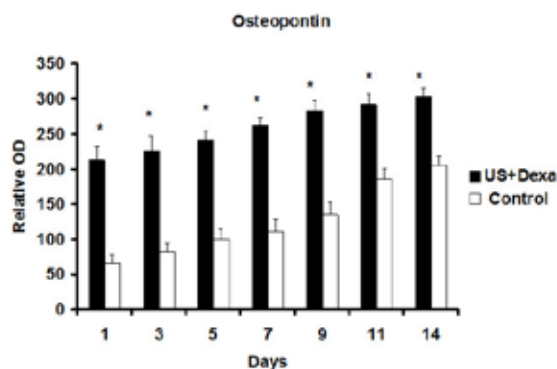 Osteopontin
350
300
250
200
150
100
50
0
Relative OD
* * * * * * *
1 3 5 7 9 11 14
Days
US+Dexa
Control